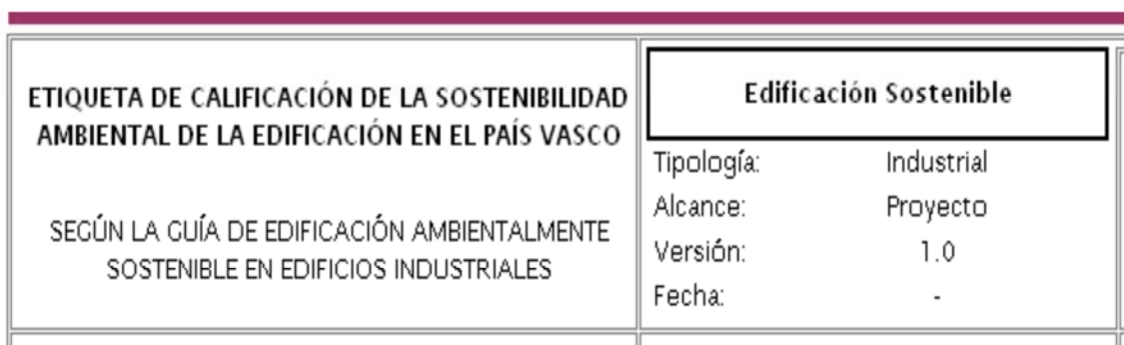 ETIQUETA DE CALIFICACIÓN DE LA SOSTENIBILIDAD
AMBIENTAL DE LA EDIFICACIÓN EN EL PAÍS VASCO
SEGÚN LA GUÍA DE EDIFICACIÓN AMBIENTALMENTE
SOSTENIBLE EN EDIFICIOS INDUSTRIALES
Edificación Sostenible
Tipología: Industrial
Alcance: Proyecto
Versión: 1.0
Fecha: -